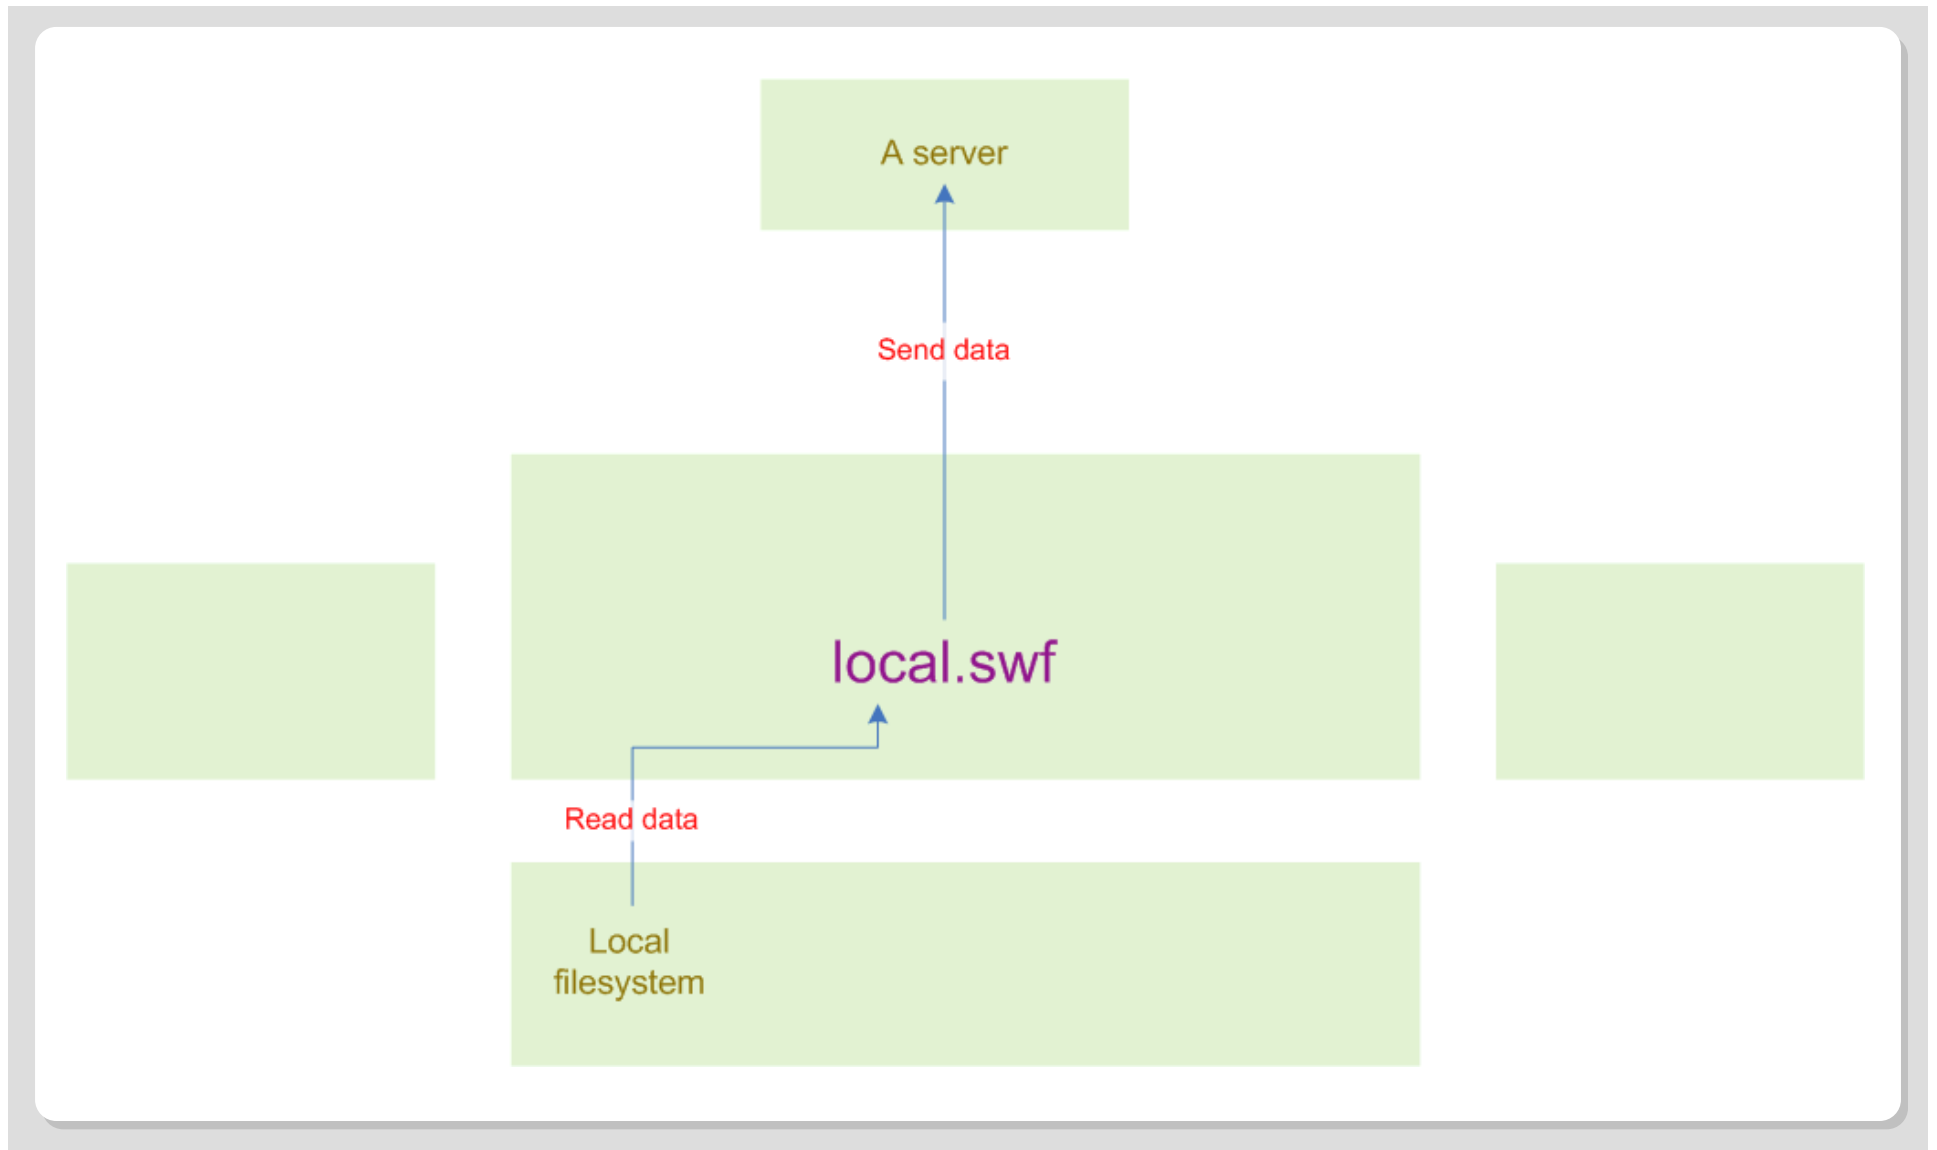 A server
Send data
local.swf
Read data
Local
filesystem